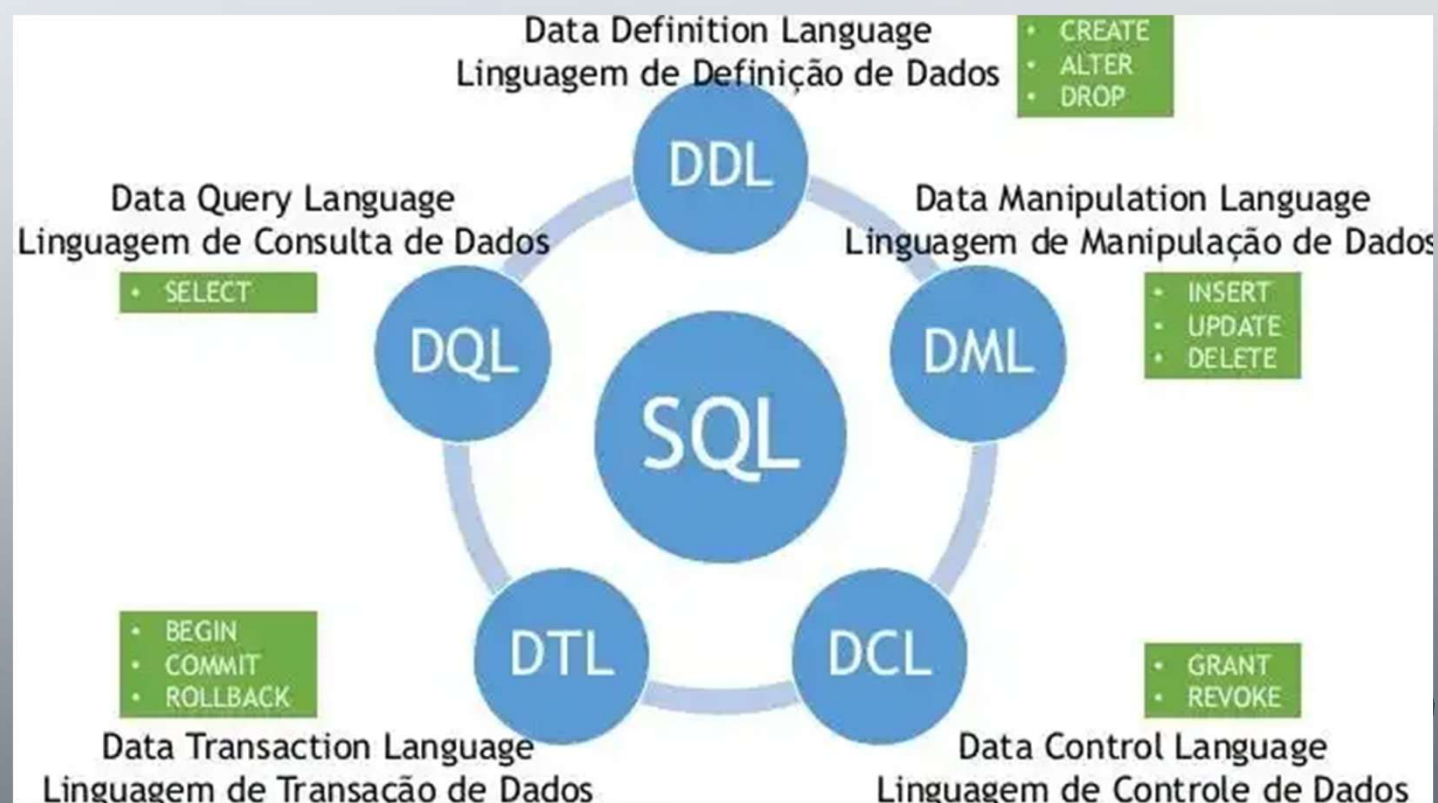 Data Definition Language
Linguagem de Definição de Dados
• CREATE
• ALTER
• DROP
DDL
Data Query Language
Linguagem de Consulta de Dados
• SELECT
DQL
Data Manipulation Language
Linguagem de Manipulação de Dados
• INSERT
• UPDATE
• DELETE
DML
SQL
• BEGIN
• COMMIT
• ROLLBACK
DTL
Data Transaction Language
Linguagem de Transação de Dados
DCL
• GRANT
• REVOKE
Data Control Language
Linguagem de Controle de Dados